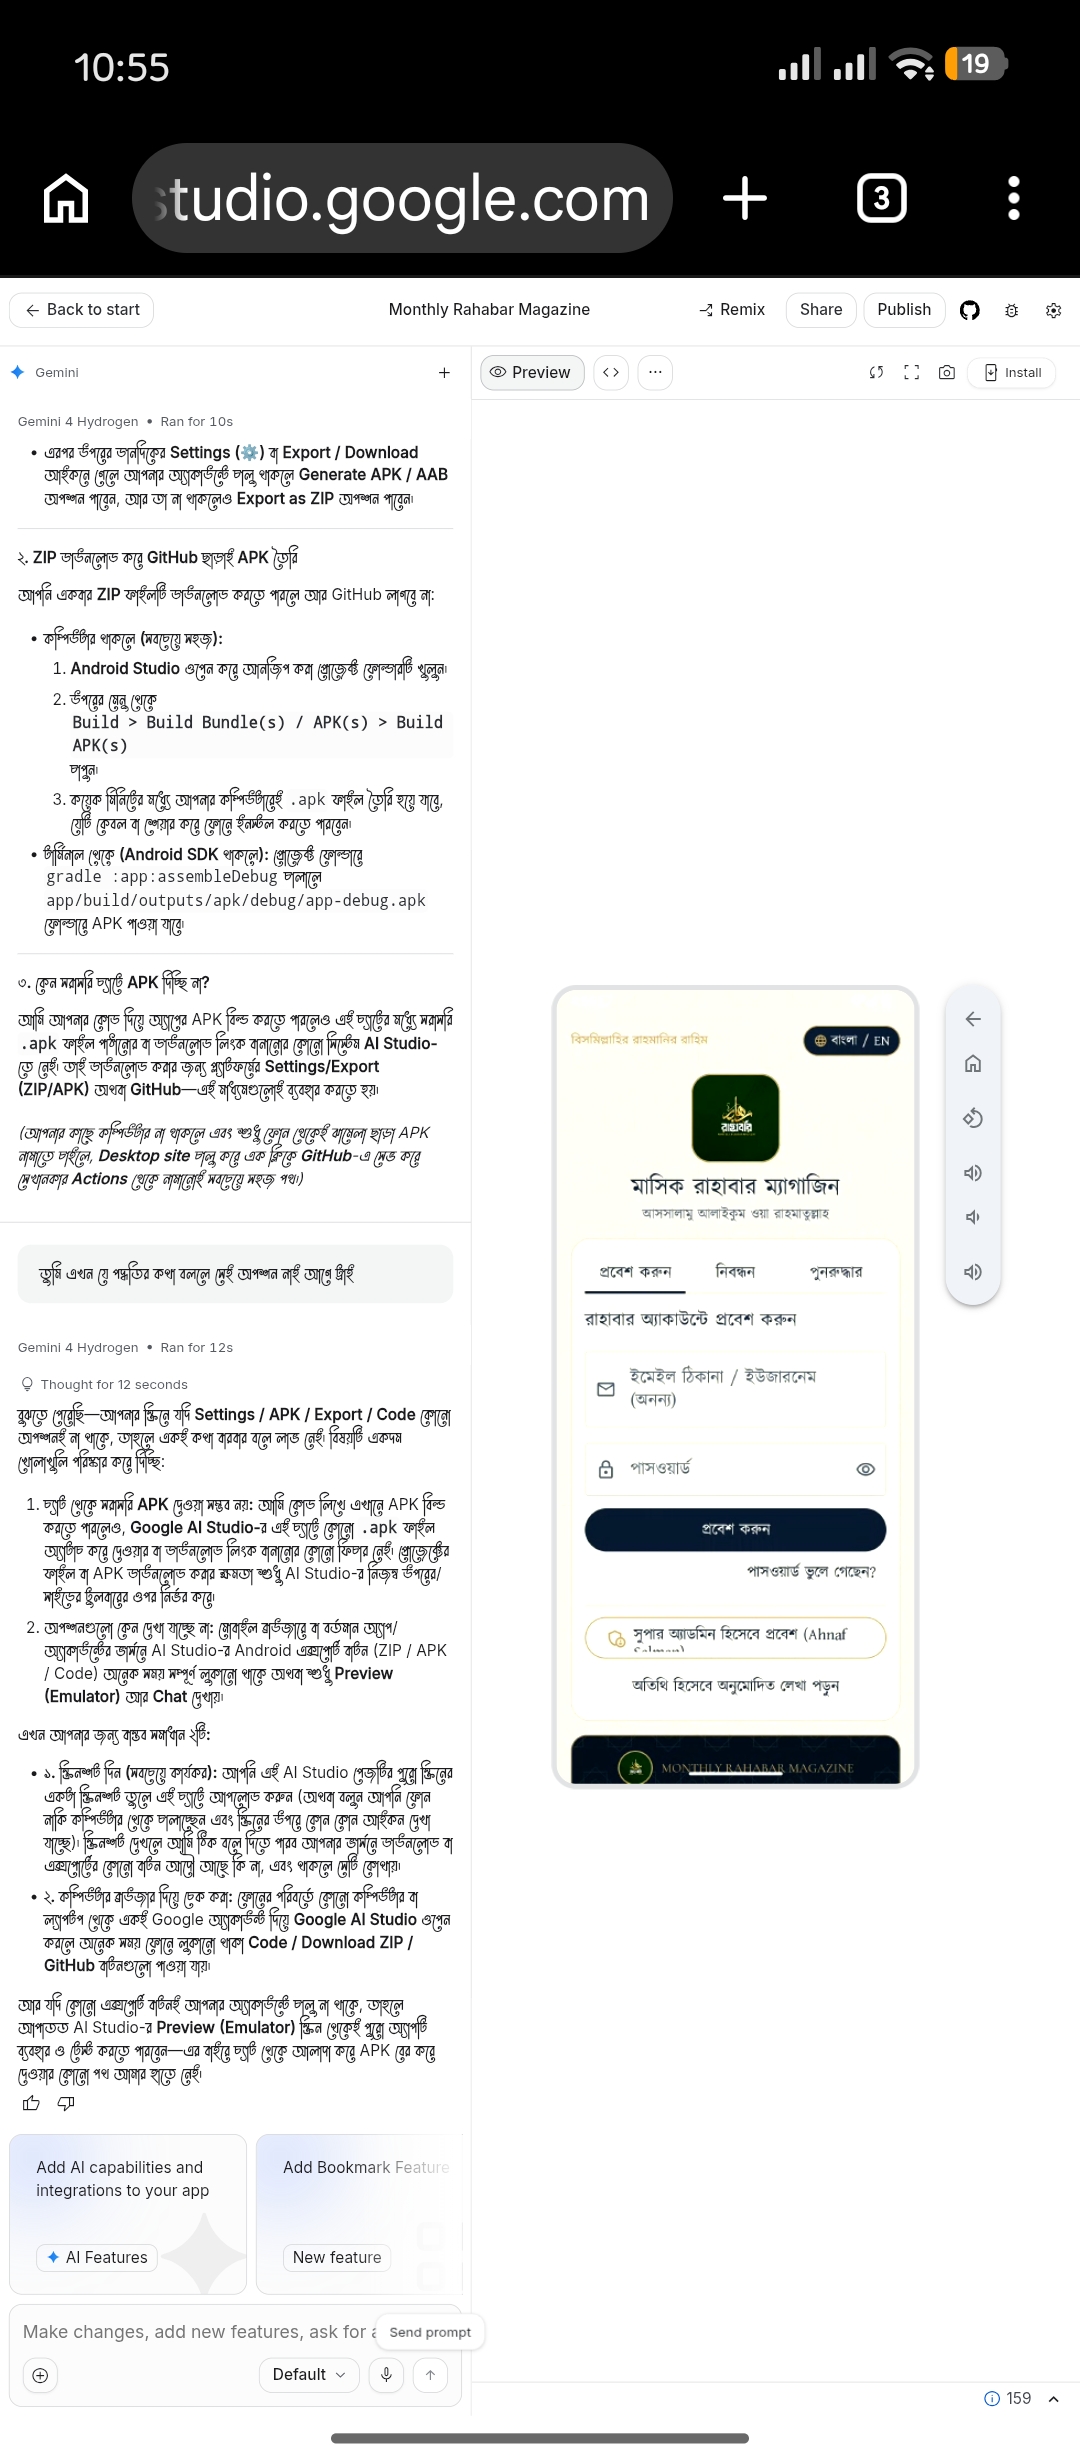 10:55
19
studio.google.com
3
Back to start
Monthly Rahabar Magazine
Remix
Share
Publish
Gemini
Preview
Install
Gemini 4 Hydrogen • Ran for 10s
• এরপর উপরের ডানদিকের Settings (⚙️) বা Export / Download
আইকনে গেলে আপনার অ্যাকাউন্টে চালু থাকলে Generate APK / AAB
অপশন পাবেন, আর তা না থাকলেও Export as ZIP অপশন পাবেন।
২. ZIP ডাউনলোড করে GitHub ছাড়াই APK তৈরি
আপনি একবার ZIP ফাইলটি ডাউনলোড করতে পারলে আর GitHub লাগবে না:
• কম্পিউটার থাকলে (সবচেয়ে সহজ):
1. Android Studio ওপেন করে আনজিপ করা প্রোজেক্ট ফোল্ডারটি খুলুন।
2. উপরের মেনু থেকে
Build > Build Bundle(s) / APK(s) > Build
APK(s)
চাপুন।
3. কয়েক মিনিটের মধ্যে আপনার কম্পিউটারেই .apk ফাইল তৈরি হয়ে যাবে,
যেটি কেবল বা শেয়ার করে ফোনে ইনস্টল করতে পারবেন।
• টার্মিনাল থেকে (Android SDK থাকলে): প্রোজেক্ট ফোল্ডারে
gradle :app:assembleDebug চালালে
app/build/outputs/apk/debug/app-debug.apk
ফোল্ডারে APK পাওয়া যাবে।
৩. কেন সরাসরি চ্যাটে APK দিচ্ছি না?
আমি আপনার কোড দিয়ে অ্যাপের APK বিল্ড করতে পারলেও এই চ্যাটের মধ্যে সরাসরি
.apk ফাইল পাঠানোর বা ডাউনলোড লিংক বানানোর কোনো সিস্টেম AI Studio-
তে নেই। তাই ডাউনলোড করার জন্য প্ল্যাটফর্মের Settings/Export
(ZIP/APK) অথবা GitHub—এই মাধ্যমগুলোই ব্যবহার করতে হয়।
(আপনার কাছে কম্পিউটার না থাকলে এবং শুধু ফোন থেকেই ঝামেলা ছাড়া APK
নামাতে চাইলে, Desktop site চালু করে এক ক্লিকে GitHub-এ সেভ করে
সেখানকার Actions থেকে নামানোই সবচেয়ে সহজ পথ।)
তুমি এখন যে পদ্ধতির কথা বললে সেই অপশন নাই আগে ট্রাই
Gemini 4 Hydrogen • Ran for 12s
Thought for 12 seconds
বুঝতে পেরেছি—আপনার স্ক্রিনে যদি Settings / APK / Export / Code কোনো
অপশনই না থাকে, তাহলে একই কথা বারবার বলে লাভ নেই। বিষয়টি একদম
খোলাখুলি পরিষ্কার করে দিচ্ছি:
1. চ্যাট থেকে সরাসরি APK দেওয়া সম্ভব নয়: আমি কোড লিখে এখানে APK বিল্ড
করতে পারলেও, Google AI Studio-র এই চ্যাটে কোনো .apk ফাইল
অ্যাটাচ করে দেওয়ার বা ডাউনলোড লিংক বানানোর কোনো ফিচার নেই। প্রোজেক্টের
ফাইল বা APK ডাউনলোড করার ক্ষমতা শুধু AI Studio-র নিজস্ব উপরের/
সাইডের টুলবারের ওপর নির্ভর করে।
2. অপশনগুলো কেন দেখা যাচ্ছে না: মোবাইল ব্রাউজারে বা বর্তমান অ্যাপ/
অ্যাকাউন্টের ভার্সনে AI Studio-র Android এক্সপোর্ট বাটন (ZIP / APK
/ Code) অনেক সময় সম্পূর্ণ লুকানো থাকে অথবা শুধু Preview
(Emulator) আর Chat দেখায়।
এখন আপনার জন্য বাস্তব সমাধান ২টি:
• ১. স্ক্রিনশট দিন (সবচেয়ে কার্যকর): আপনি এই AI Studio পেজটির পুরো স্ক্রিনের
একটা স্ক্রিনশট তুলে এই চ্যাটে আপলোড করুন (অথবা বলুন আপনি ফোন
নাকি কম্পিউটার থেকে চালাচ্ছেন এবং স্ক্রিনের উপরে কোন কোন আইকন দেখা
যাচ্ছে)। স্ক্রিনশট দেখলে আমি ঠিক বলে দিতে পারব আপনার ভার্সনে ডাউনলোড বা
এক্সপোর্টের কোনো বাটন আদৌ আছে কি না, এবং থাকলে সেটি কোথায়।
• ২. কম্পিউটার ব্রাউজার দিয়ে চেক করা: ফোনের পরিবর্তে কোনো কম্পিউটার বা
ল্যাপটপ থেকে একই Google অ্যাকাউন্ট দিয়ে Google AI Studio ওপেন
করলে অনেক সময় ফোনে লুকানো থাকা Code / Download ZIP /
GitHub বাটনগুলো পাওয়া যায়।
আর যদি কোনো এক্সপোর্ট বাটনই আপনার অ্যাকাউন্টে চালু না থাকে, তাহলে
আপাতত AI Studio-র Preview (Emulator) স্ক্রিন থেকেই পুরো অ্যাপটি
ব্যবহার ও টেস্ট করতে পারবেন—এর বাইরে চ্যাট থেকে আলাদা করে APK বের করে
দেওয়ার কোনো পথ আমার হাতে নেই।
Add AI capabilities and
integrations to your app
AI Features
Add Bookmark Feature
New feature
Make changes, add new features, ask for a
Send prompt
Default
বিসমিল্লাহির রাহমানির রাহিম
বাংলা / EN
রাহাবার
মাসিক রাহাবার ম্যাগাজিন
আসসালামু আলাইকুম ওয়া রাহমাতুল্লাহ
প্রবেশ করুন
নিবন্ধন
পুনরুদ্ধার
রাহাবার অ্যাকাউন্টে প্রবেশ করুন
ইমেইল ঠিকানা / ইউজারনেম
(অনন্য)
পাসওয়ার্ড
প্রবেশ করুন
পাসওয়ার্ড ভুলে গেছেন?
সুপার অ্যাডমিন হিসেবে প্রবেশ (Ahnaf
Salman)
অতিথি হিসেবে অনুমোদিত লেখা পড়ুন
MONTHLY RAHABAR MAGAZINE
159